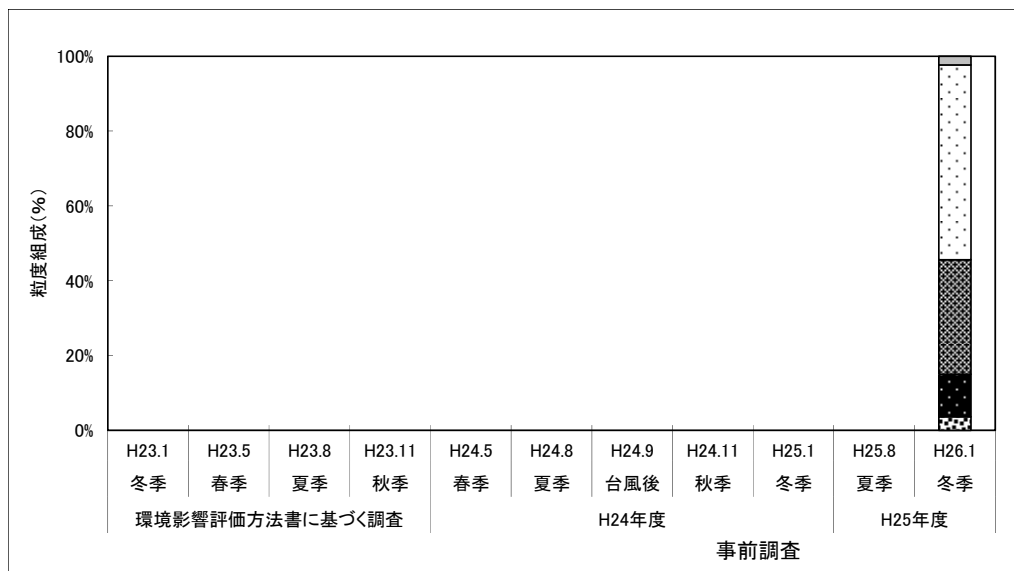 100%
80%
60%
40%
20%
0%
粒度組成(%)
H23.1 H23.5 H23.8 H23.11 H24.5 H24.8 H24.9 H24.11 H25.1 H25.8 H26.1
冬季 春季 夏季 秋季 春季 夏季 台風後 秋季 冬季 夏季 冬季
環境影響評価方法書に基づく調査 H24年度 H25年度
事前調査